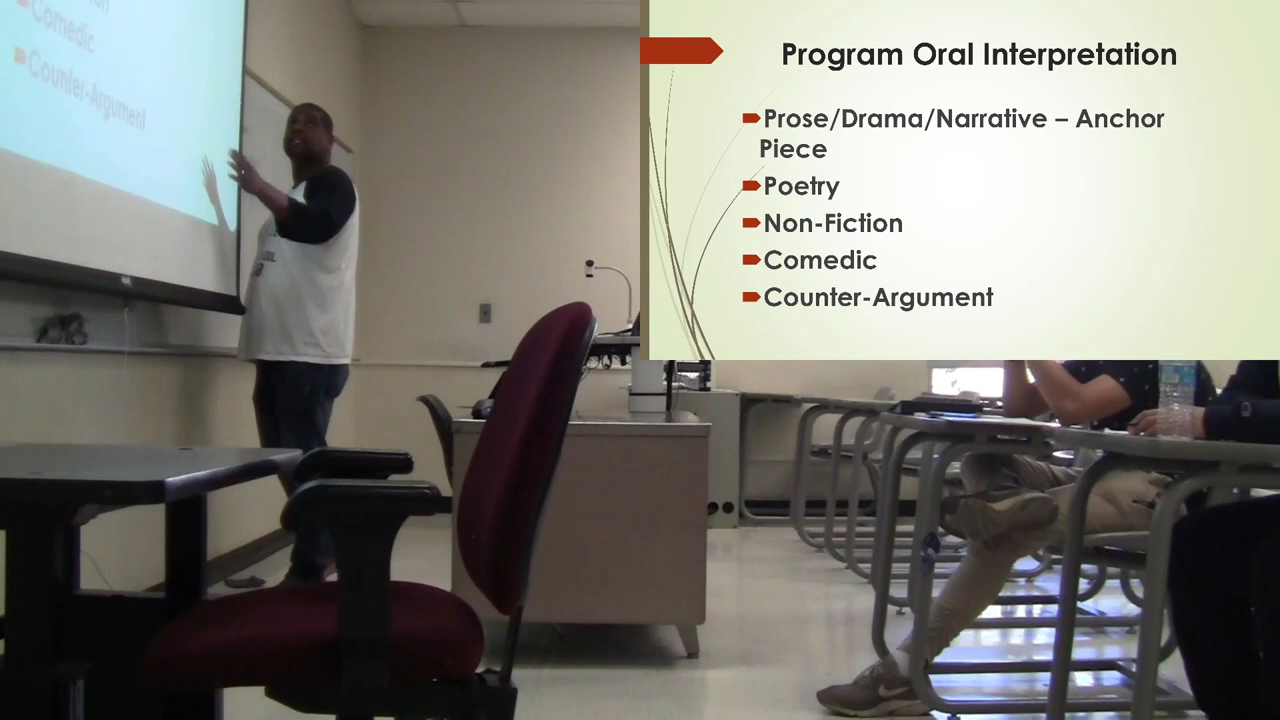 Comedic
Counter-Argument
Program Oral Interpretation
Prose/Drama/Narrative – Anchor
Piece
Poetry
Non-Fiction
Comedic
Counter-Argument